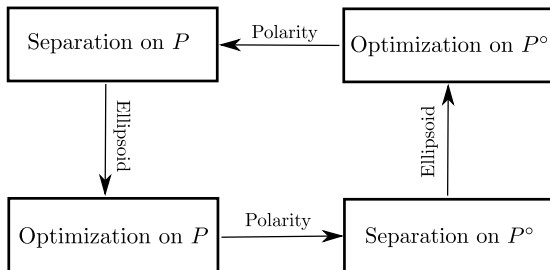 Separation on P
Polarity
Optimization on P°
Ellipsoid
Ellipsoid
Optimization on P
Polarity
Separation on P°